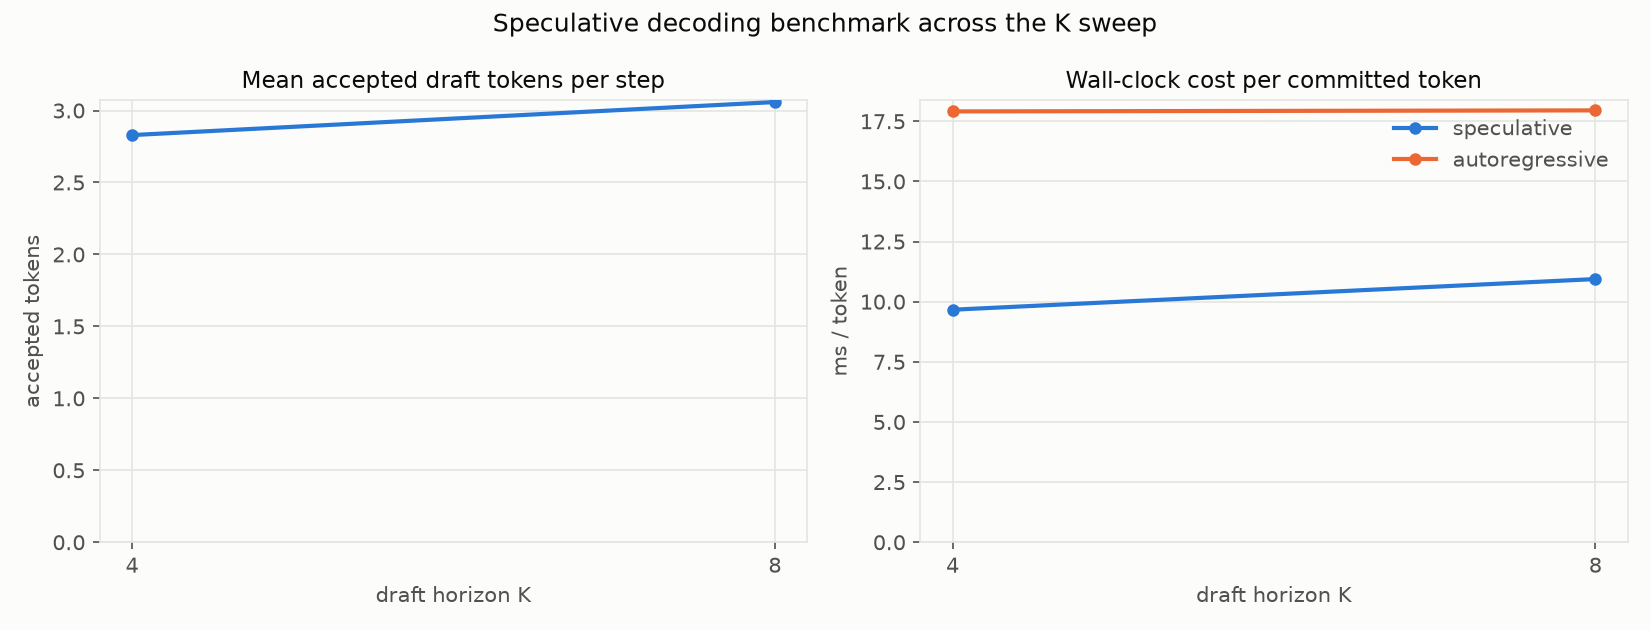 Speculative decoding benchmark across the K sweep
Mean accepted draft tokens per step
accepted tokens
3.0
2.5
2.0
1.5
1.0
0.5
0.0
4
8
draft horizon K
Wall-clock cost per committed token
ms / token
17.5
15.0
12.5
10.0
7.5
5.0
2.5
0.0
speculative
autoregressive
4
8
draft horizon K